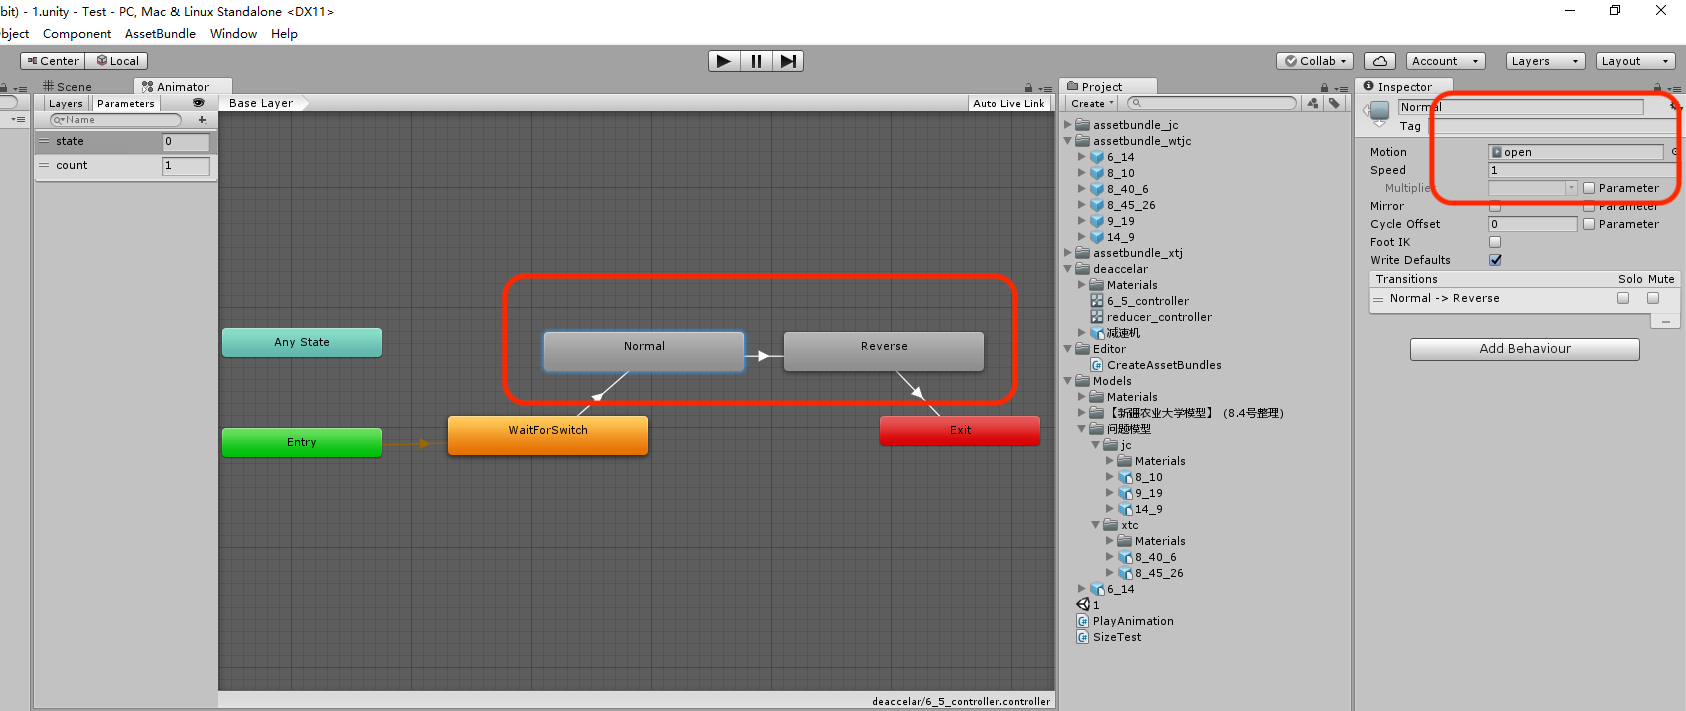 bit) - 1.unity - Test - PC, Mac & Linux Standalone <DX11>
bject Component AssetBundle Window Help
Center Local Collab Account Layers Layout
Scene Animator
Layers Parameters Base Layer Auto Live Link
Name
state 0
count 1
Any State
Normal
Reverse
Entry
WaitForSwitch
Exit
deaccelar/6_5_controller.controller
Project
Create
assetbundle_jc
assetbundle_wtjc
6_14
8_10
8_40_6
8_45_26
9_19
14_9
assetbundle_xtj
deaccelar
Materials
6_5_controller
reducer_controller
减速机
Editor
CreateAssetBundles
Models
Materials
【新疆农业大学模型】（8.4号整理)
问题模型
jc
Materials
8_10
9_19
14_9
xtc
Materials
8_40_6
8_45_26
6_14
1
PlayAnimation
SizeTest
Inspector
Normal
Tag
Motion open
Speed 1
Multiplier Parameter
Mirror Parameter
Cycle Offset 0 Parameter
Foot IK
Write Defaults
Transitions Solo Mute
Normal -> Reverse
Add Behaviour